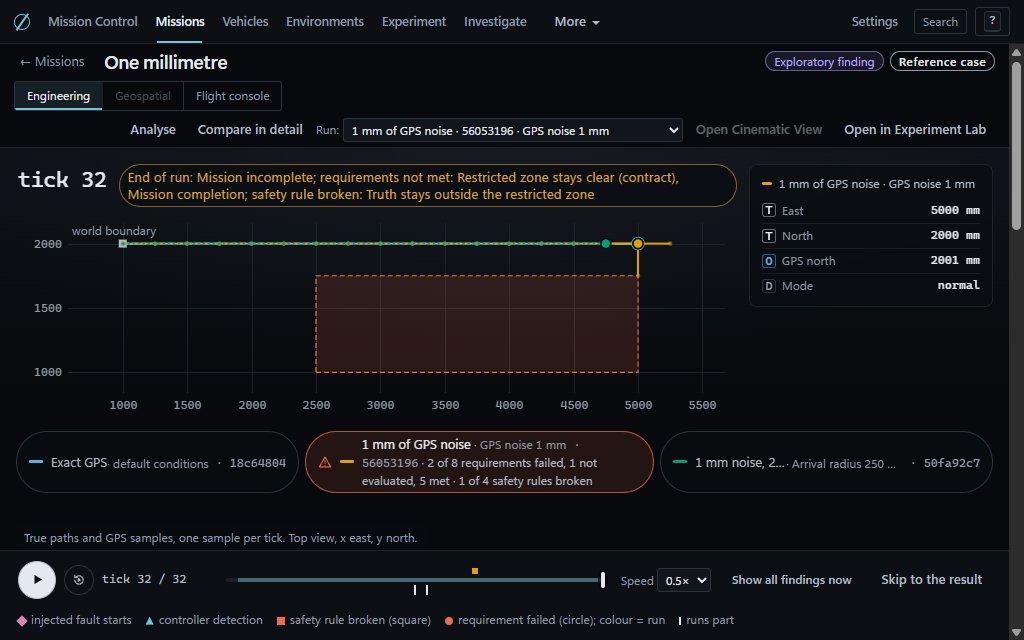 Mission Control Missions Vehicles Environments Experiment Investigate More Settings Search ?
← Missions One millimetre Exploratory finding Reference case
Engineering Geospatial Flight console
Analyse Compare in detail Run: 1 mm of GPS noise · 56053196 · GPS noise 1 mm Open Cinematic View Open in Experiment Lab
tick 32
End of run: Mission incomplete; requirements not met: Restricted zone stays clear (contract),
Mission completion; safety rule broken: Truth stays outside the restricted zone
1 mm of GPS noise · GPS noise 1 mm
T East 5000 mm
T North 2000 mm
O GPS north 2001 mm
D Mode normal
world boundary
2000
1500
1000
1000 1500 2000 2500 3000 3500 4000 4500 5000 5500
Exact GPS · default conditions · 18c64804
1 mm of GPS noise · GPS noise 1 mm ·
56053196 · 2 of 8 requirements failed, 1 not
evaluated, 5 met · 1 of 4 safety rules broken
1 mm noise, 2... · Arrival radius 250 ... · 50fa92c7
True paths and GPS samples, one sample per tick. Top view, x east, y north.
tick 32 / 32 Speed 0.5× Show all findings now Skip to the result
injected fault starts controller detection safety rule broken (square) requirement failed (circle); colour = run runs part